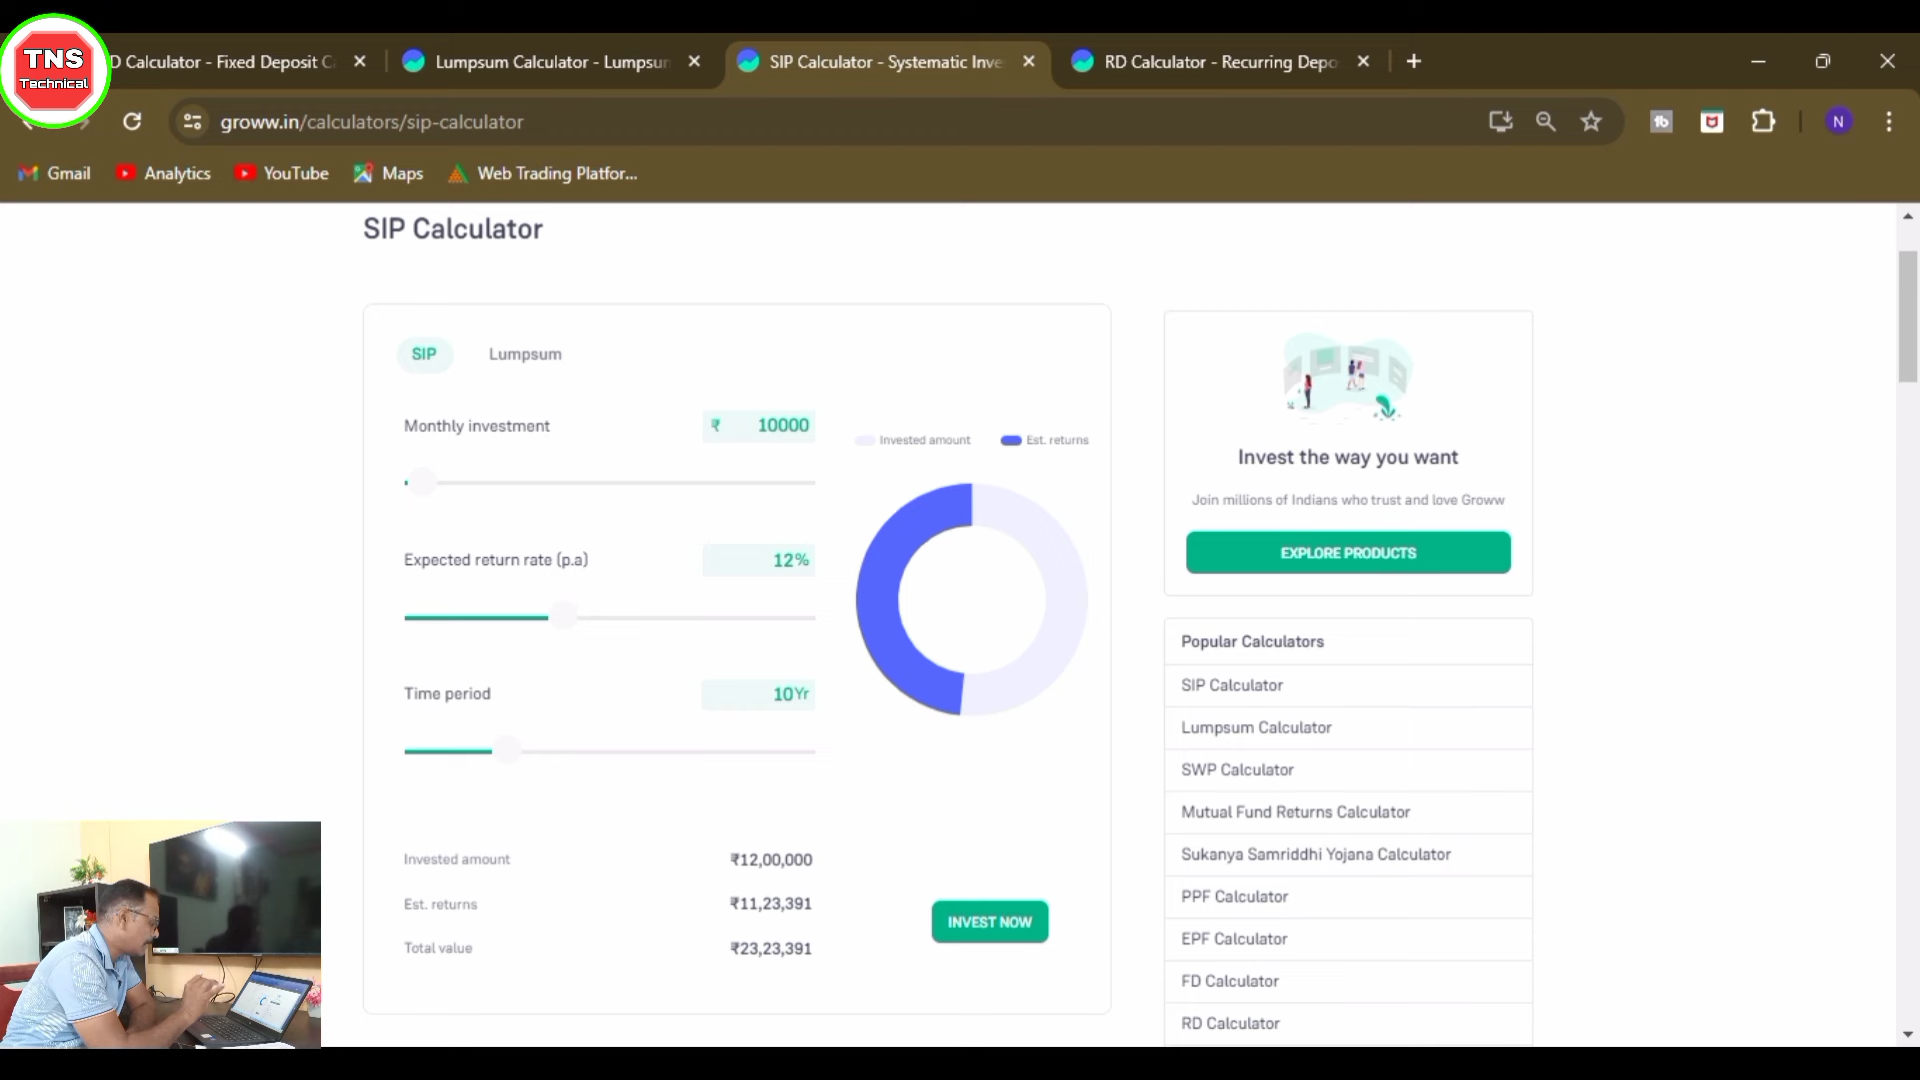 TNS
Technical
D Calculator - Fixed Deposit C
Lumpsum Calculator - Lumpsum
SIP Calculator - Systematic Inve
RD Calculator - Recurring Depo
groww.in/calculators/sip-calculator
N
Gmail
Analytics
YouTube
Maps
Web Trading Platfor...
SIP Calculator
SIP
Lumpsum
Monthly investment
₹ 10000
Expected return rate (p.a)
12%
Time period
10Yr
Invested amount
Est. returns
Invested amount ₹12,00,000
Est. returns ₹11,23,391
Total value ₹23,23,391
INVEST NOW
Invest the way you want
Join millions of Indians who trust and love Groww
EXPLORE PRODUCTS
Popular Calculators
SIP Calculator
Lumpsum Calculator
SWP Calculator
Mutual Fund Returns Calculator
Sukanya Samriddhi Yojana Calculator
PPF Calculator
EPF Calculator
FD Calculator
RD Calculator